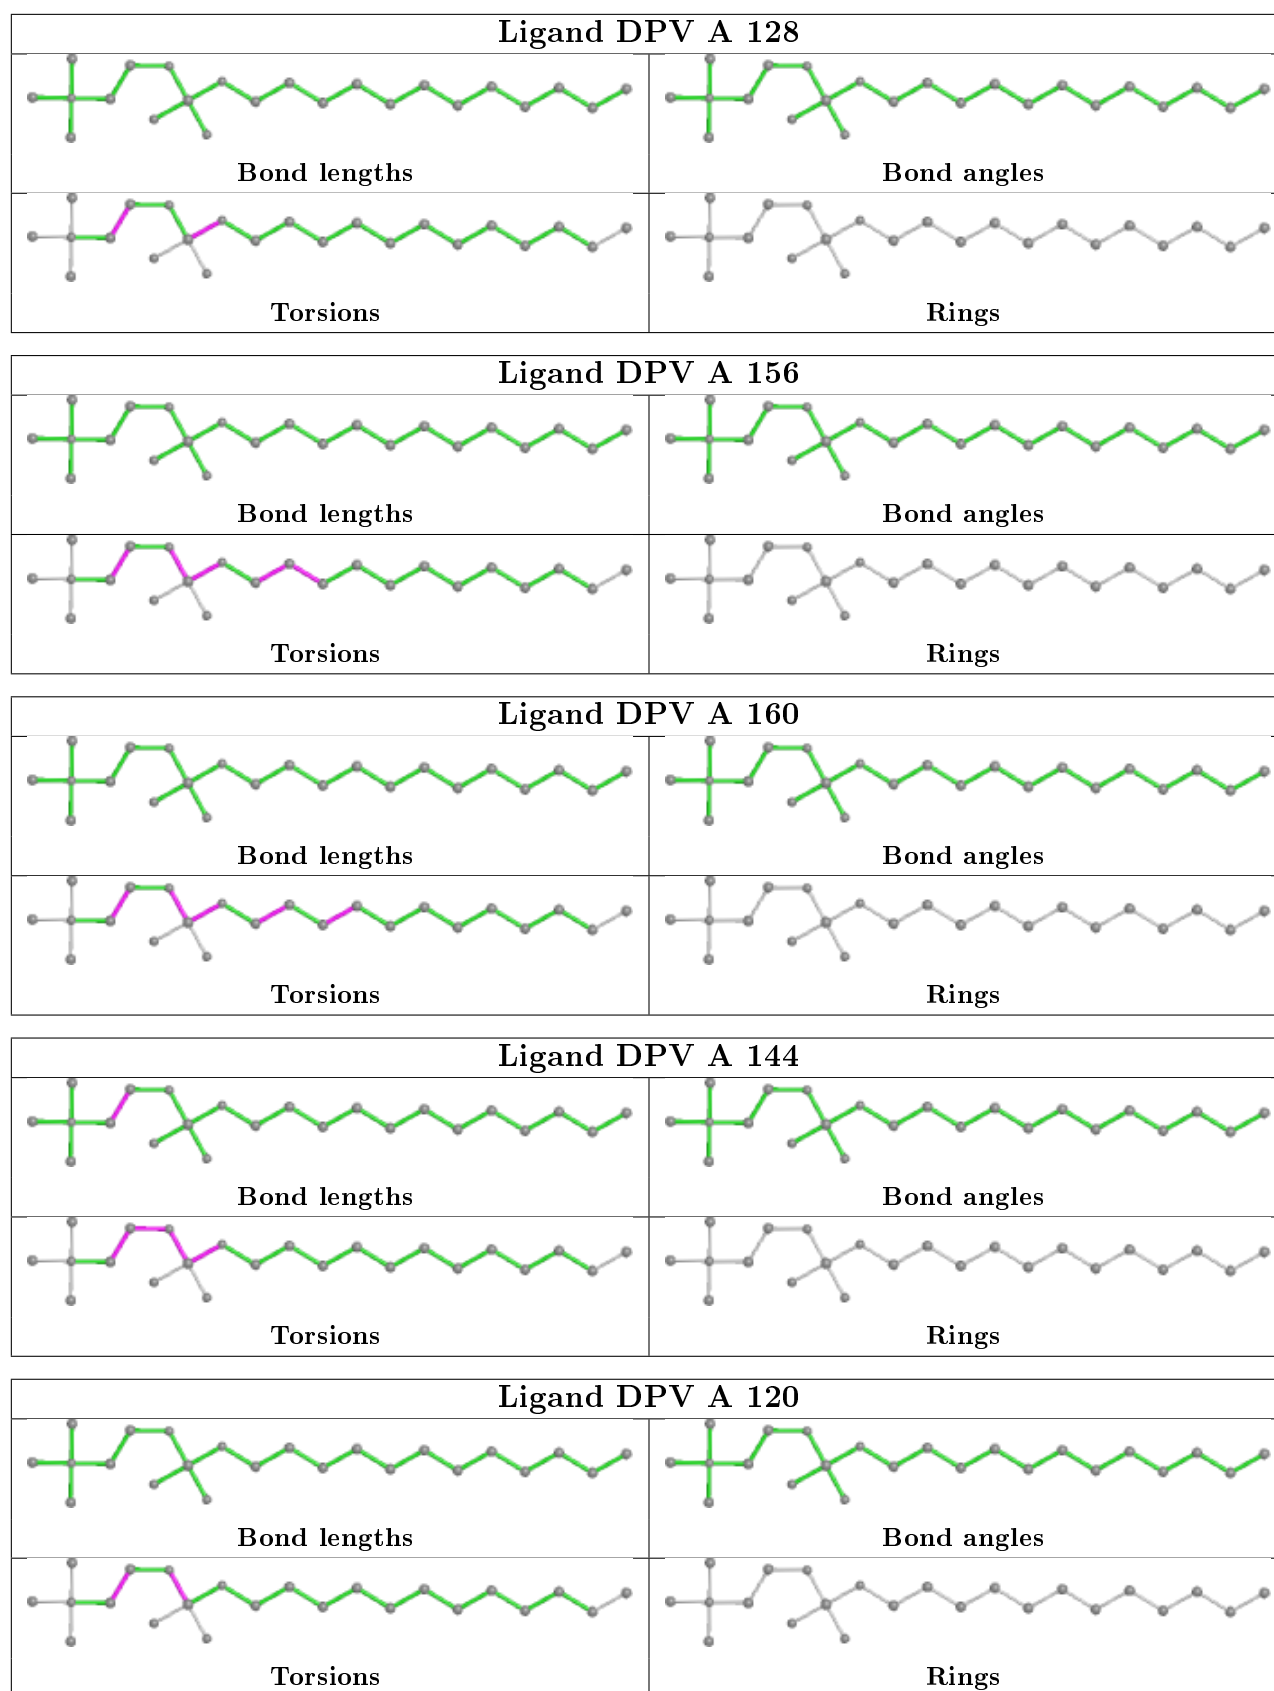 Ligand DPV A 128
Bond lengths
Bond angles
Torsions
Rings
Ligand DPV A 156
Bond lengths
Bond angles
Torsions
Rings
Ligand DPV A 160
Bond lengths
Bond angles
Torsions
Rings
Ligand DPV A 144
Bond lengths
Bond angles
Torsions
Rings
Ligand DPV A 120
Bond lengths
Bond angles
Torsions
Rings